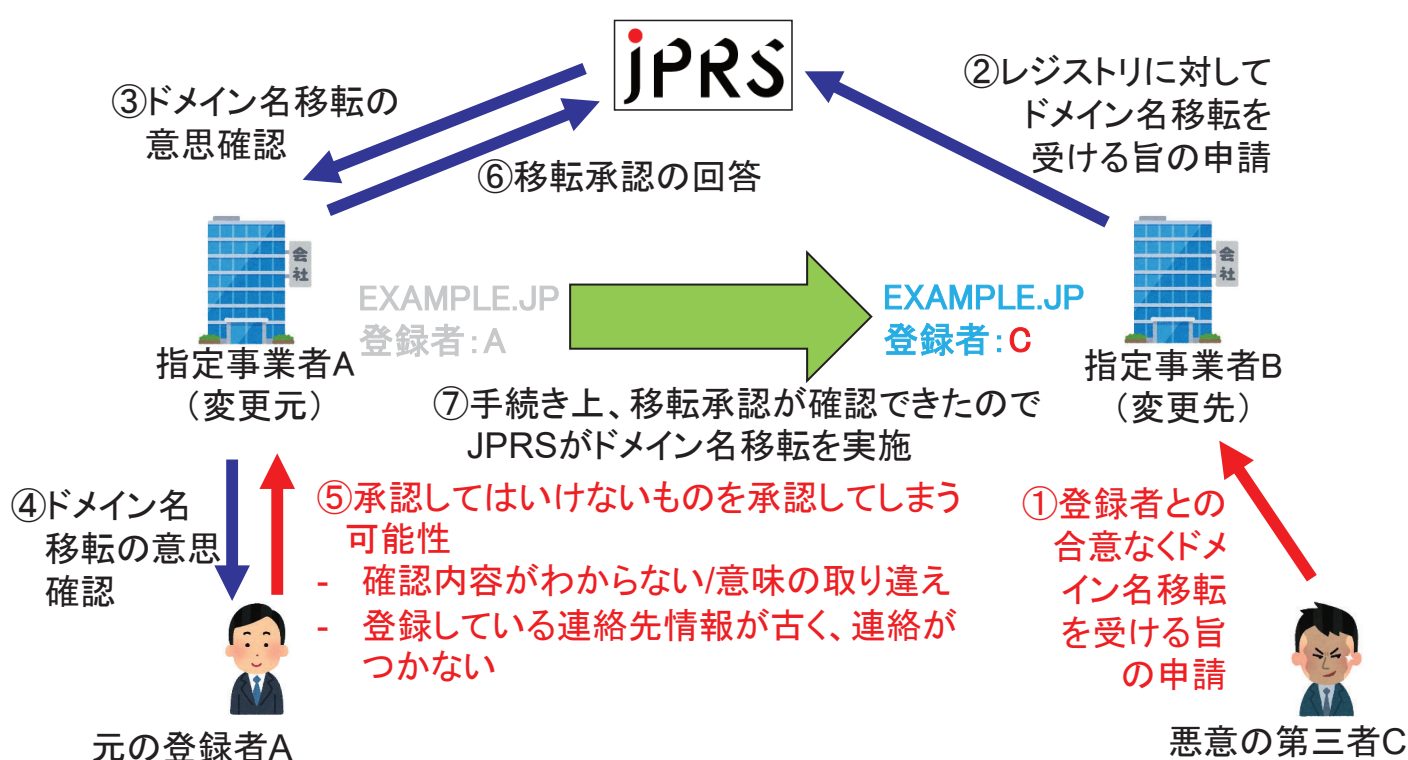 JPRS
③ドメイン名移転の
意思確認
②レジストリに対して
ドメイン名移転を
受ける旨の申請
⑥移転承認の回答
会
社
指定事業者A
（変更元）
EXAMPLE.JP
登録者：A
EXAMPLE.JP
登録者：C
会
社
指定事業者B
（変更先）
⑦手続き上、移転承認が確認できたので
JPRSがドメイン名移転を実施
④ドメイン名
移転の意思
確認
⑤承認してはいけないものを承認してしまう
可能性
- 確認内容がわからない/意味の取り違え
- 登録している連絡先情報が古く、連絡が
つかない
①登録者との
合意なくドメ
イン名移転
を受ける旨
の申請
元の登録者A
悪意の第三者C